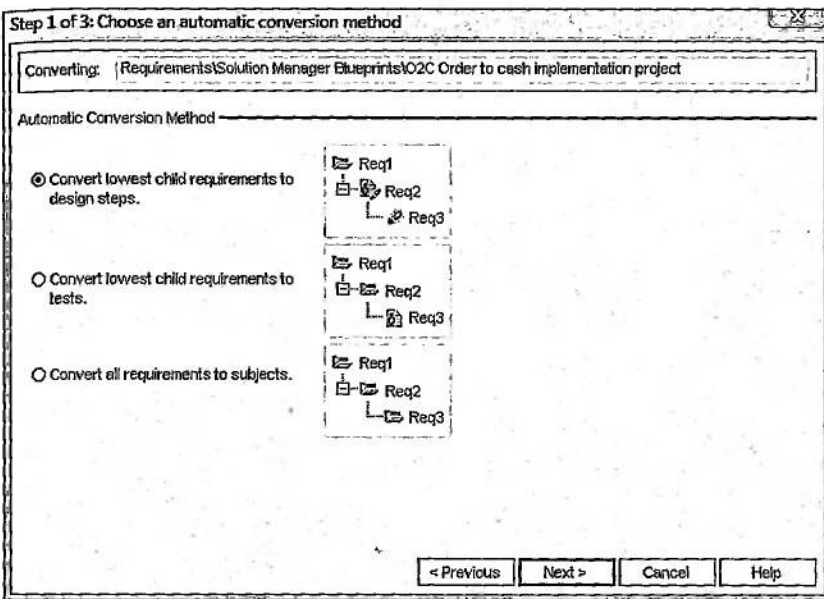 Step 1 of 3: Choose an automatic conversion method
Converting: Requirements\Solution Manager Blueprints\O2C Order to cash implementation project
Automatic Conversion Method
Convert lowest child requirements to
design steps.
Req1
Req2
Req3
Convert lowest child requirements to
tests.
Req1
Req2
Req3
Convert all requirements to subjects.
Req1
Req2
Req3
< Previous
Next >
Cancel
Help